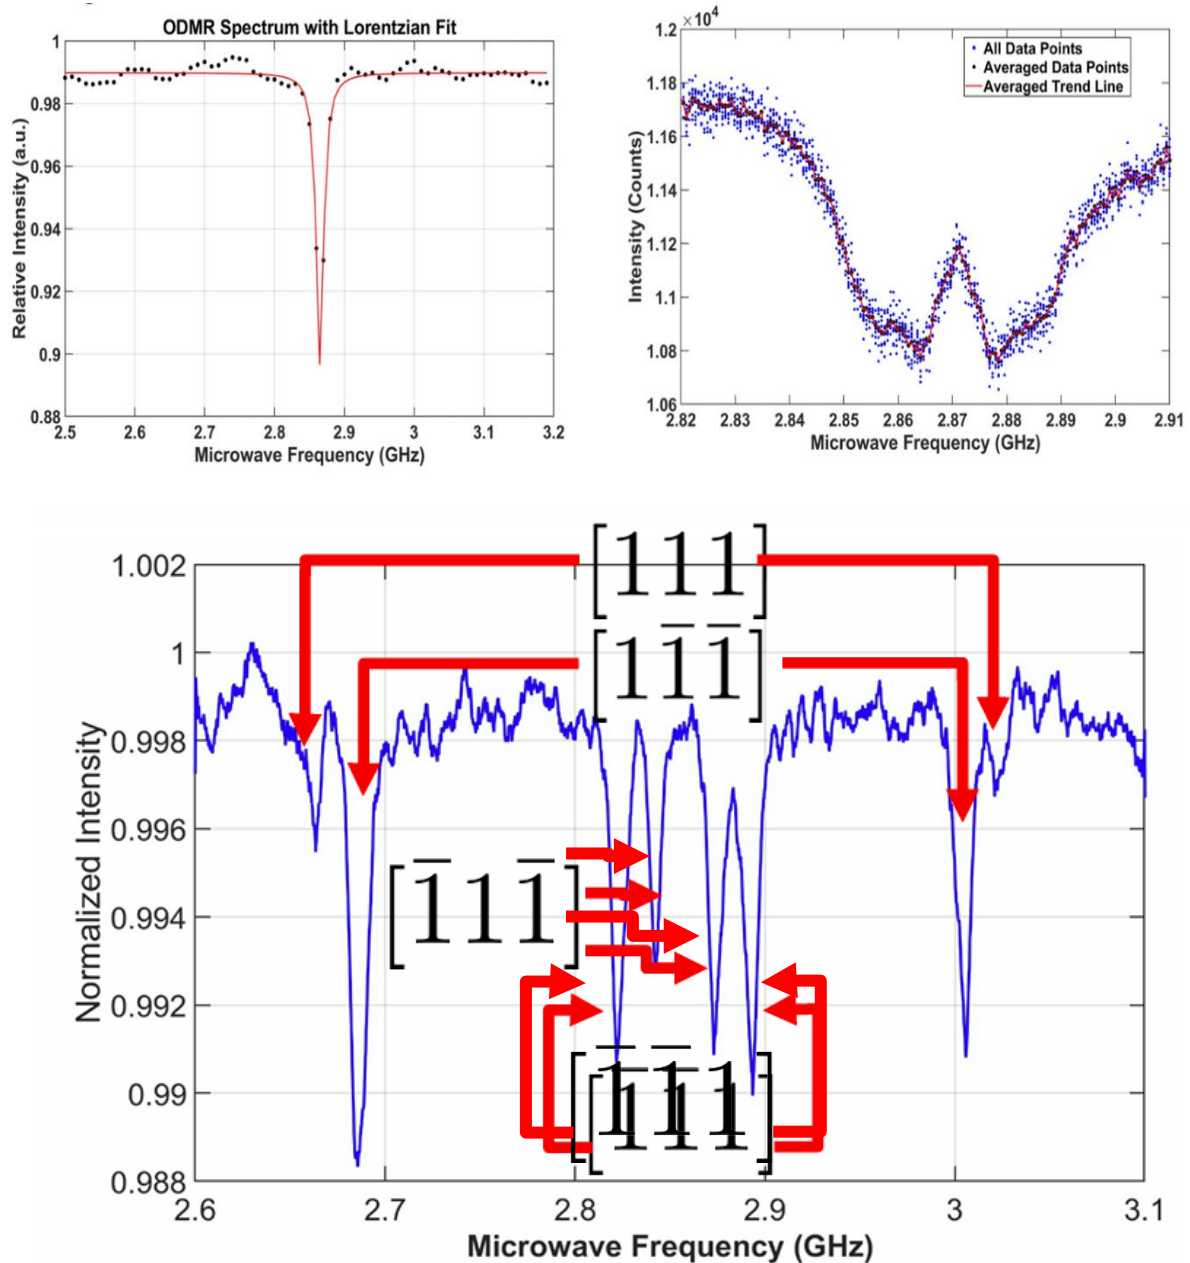 ODMR Spectrum with Lorentzian Fit
1
0.98
0.96
0.94
0.92
0.9
0.88
Relative Intensity (a.u.)
2.5 2.6 2.7 2.8 2.9 3 3.1 3.2
Microwave Frequency (GHz)
1.2 ×10⁴
1.18
1.16
1.14
1.12
1.1
1.08
1.06
Intensity (Counts)
All Data Points
Averaged Data Points
Averaged Trend Line
2.82 2.83 2.84 2.85 2.86 2.87 2.88 2.89 2.9 2.91
Microwave Frequency (GHz)
1.002
1
0.998
0.996
0.994
0.992
0.99
0.988
Normalized Intensity
[111]
[11̅1̅]
[1̅11̅]
[1̅1̅1]
[1̅1̅1]
2.6 2.7 2.8 2.9 3 3.1
Microwave Frequency (GHz)